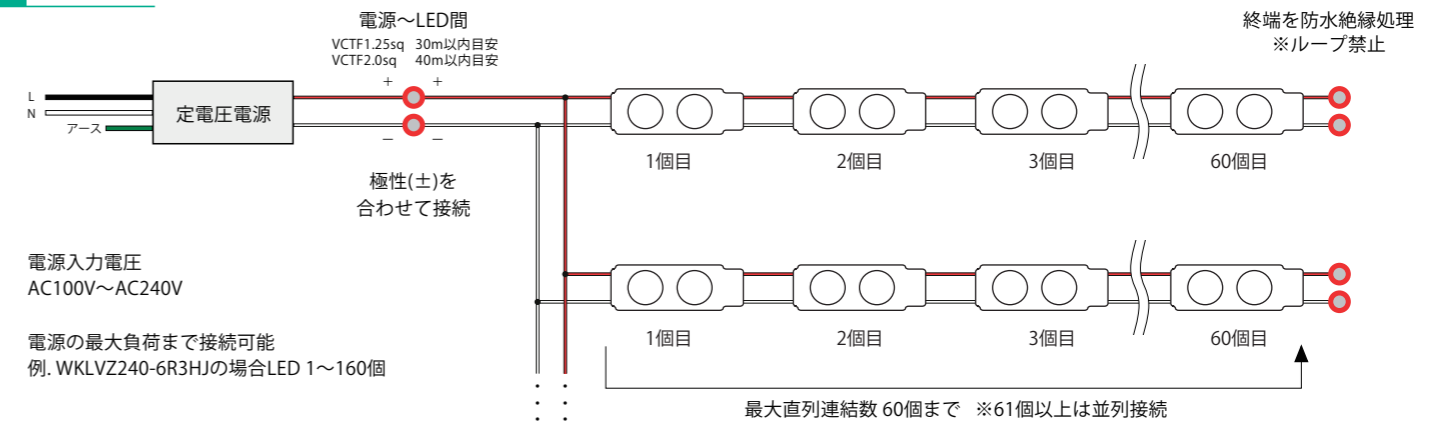 電源～LED間
VCTF1.25sq 30m以内目安
VCTF2.0sq 40m以内目安
＋ ＋
終端を防水絶縁処理
※ループ禁止
L
N
アース
定電圧電源
－ －
1個目 2個目 3個目 60個目
極性(±)を
合わせて接続
電源入力電圧
AC100V～AC240V
電源の最大負荷まで接続可能
例. WKLVZ240-6R3HJの場合LED 1～160個
1個目 2個目 3個目 60個目
最大直列連結数 60個まで ※61個以上は並列接続